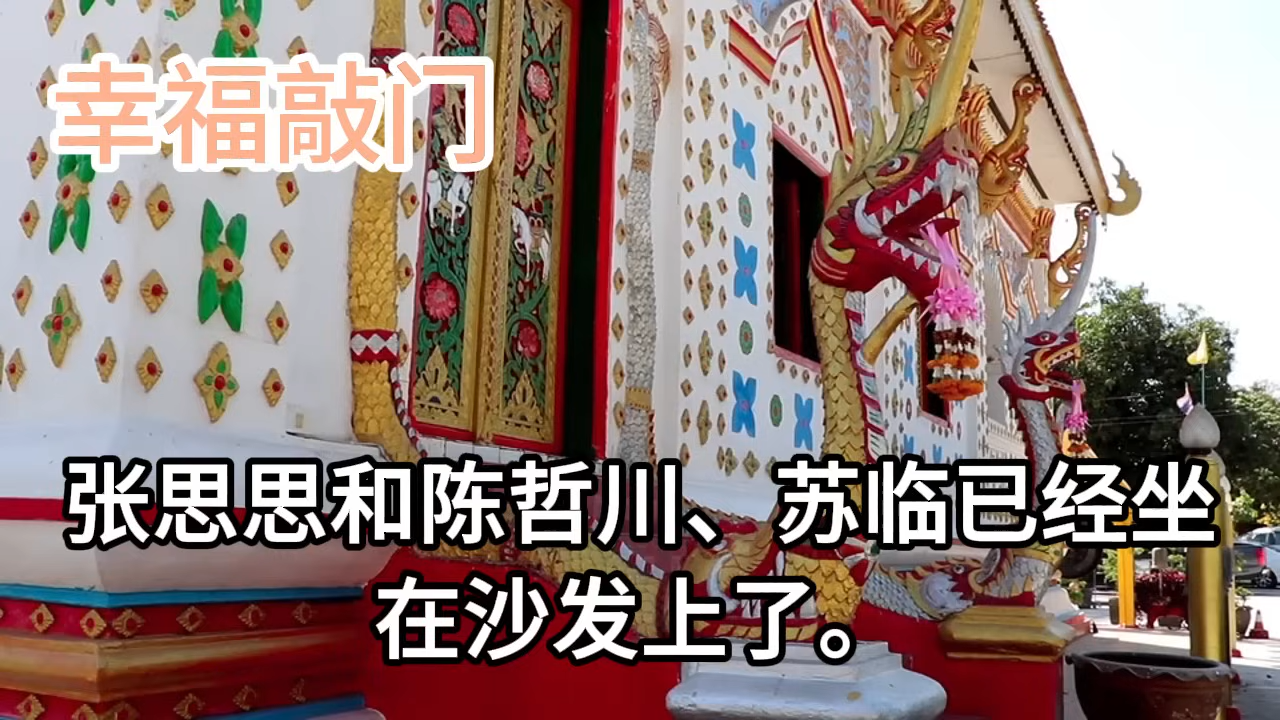 幸福敲门
张思思和陈哲川、苏临已经坐
在沙发上了。